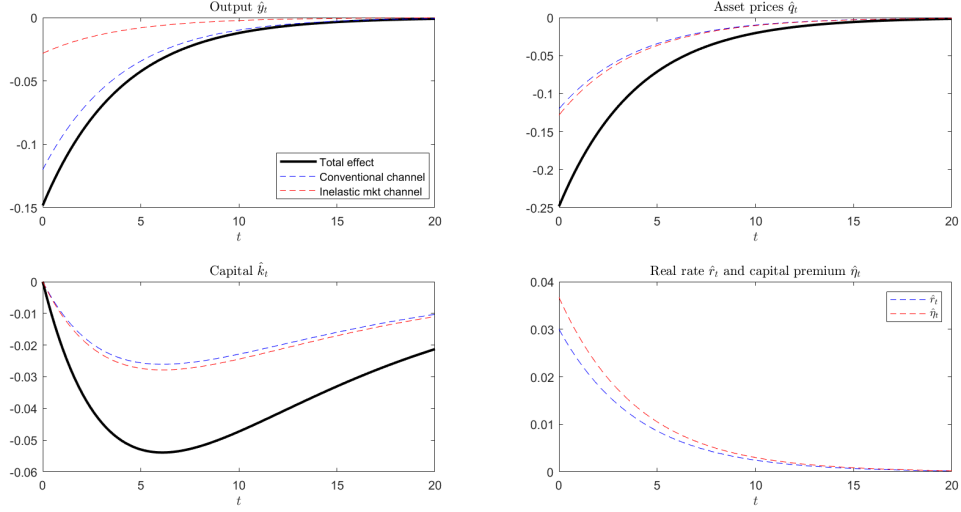 Output ŷ_t
0
-0.05
-0.1
-0.15
0 5 10 15 20
t
Total effect
Conventional channel
Inelastic mkt channel
Asset prices q̂_t
0
-0.05
-0.1
-0.15
-0.2
-0.25
0 5 10 15 20
t
Capital k̂_t
0
-0.01
-0.02
-0.03
-0.04
-0.05
-0.06
0 5 10 15 20
t
Real rate r̂_t and capital premium η̂_t
0.04
0.03
0.02
0.01
0
0 5 10 15 20
t
r̂_t
η̂_t